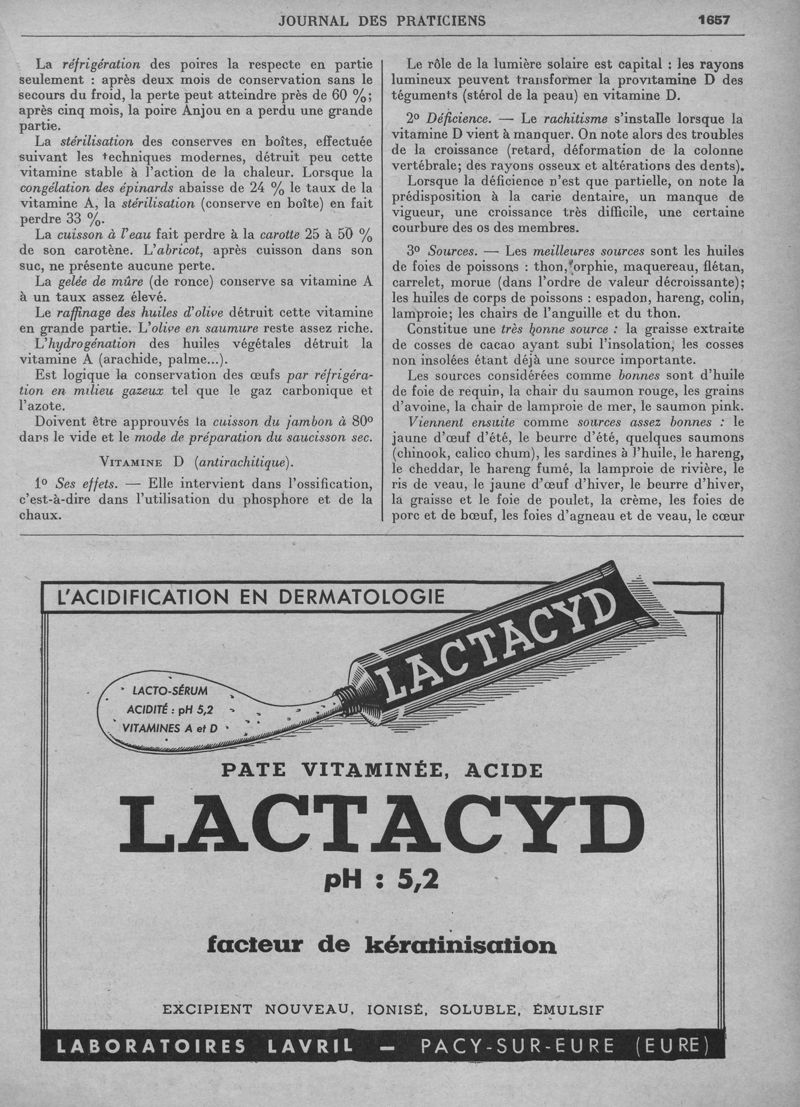 JOURNAL DES PRATICIENS 1657
La réfrigération des poires la respecte en partie
seulement : après deux mois de conservation sans le
secours du froid, la perte peut atteindre près de 60 %;
après cinq mois, la poire Anjou en a perdu une grande
partie.
La stérilisation des conserves en boîtes, effectuée
suivant les techniques modernes, détruit peu cette
vitamine stable à l'action de la chaleur. Lorsque la
congélation des épinards abaisse de 24 % le taux de la
vitamine A, la stérilisation (conserve en boîte) en fait
perdre 33 %.
La cuisson à l'eau fait perdre à la carotte 25 à 50 %
de son carotène. L'abricot, après cuisson dans son
suc, ne présente aucune perte.
La gelée de mûre (de ronce) conserve sa vitamine A
à un taux assez élevé.
Le raffinage des huiles d'olive détruit cette vitamine
en grande partie. L'olive en saumure reste assez riche.
L'hydrogénation des huiles végétales détruit la
vitamine A (arachide, palme...).
Est logique la conservation des œufs par réfrigéra-
tion en milieu gazeux tel que le gaz carbonique et
l'azote.
Doivent être approuvés la cuisson du jambon à 80°
dans le vide et le mode de préparation du saucisson sec.
VITAMINE D (antirachitique).
1° Ses effets. — Elle intervient dans l'ossification,
c'est-à-dire dans l'utilisation du phosphore et de la
chaux.
Le rôle de la lumière solaire est capital : les rayons
lumineux peuvent transformer la provitamine D des
téguments (stérol de la peau) en vitamine D.
2° Déficience. — Le rachitisme s'installe lorsque la
vitamine D vient à manquer. On note alors des troubles
de la croissance (retard, déformation de la colonne
vertébrale; des rayons osseux et altérations des dents).
Lorsque la déficience n'est que partielle, on note la
prédisposition à la carie dentaire, un manque de
vigueur, une croissance très difficile, une certaine
courbure des os des membres.
3° Sources. — Les meilleures sources sont les huiles
de foies de poissons : thon, orphie, maquereau, flétan,
carrelet, morue (dans l'ordre de valeur décroissante);
les huiles de corps de poissons : espadon, hareng, colin,
lamproie; les chairs de l'anguille et du thon.
Constitue une très bonne source : la graisse extraite
de cosses de cacao ayant subi l'insolation, les cosses
non insolées étant déjà une source importante.
Les sources considérées comme bonnes sont d'huile
de foie de requin, la chair du saumon rouge, les grains
d'avoine, la chair de lamproie de mer, le saumon pink.
Viennent ensuite comme sources assez bonnes : le
jaune d'œuf d'été, le beurre d'été, quelques saumons
(chinook, calico chum), les sardines à l'huile, le hareng,
le cheddar, le hareng fumé, la lamproie de rivière, le
ris de veau, le jaune d'œuf d'hiver, le beurre d'hiver,
la graisse et le foie de poulet, la crème, les foies de
porc et de bœuf, les foies d'agneau et de veau, le cœur
L'ACIDIFICATION EN DERMATOLOGIE
LACTACYD
LACTO-SÉRUM
ACIDITÉ : pH 5,2
VITAMINES A et D
PATE VITAMINÉE, ACIDE
LACTACYD
pH : 5,2
facteur de kératinisation
EXCIPIENT NOUVEAU, IONISÉ, SOLUBLE, ÉMULSIF
LABORATOIRES LAVRIL — PACY-SUR-EURE (EURE)